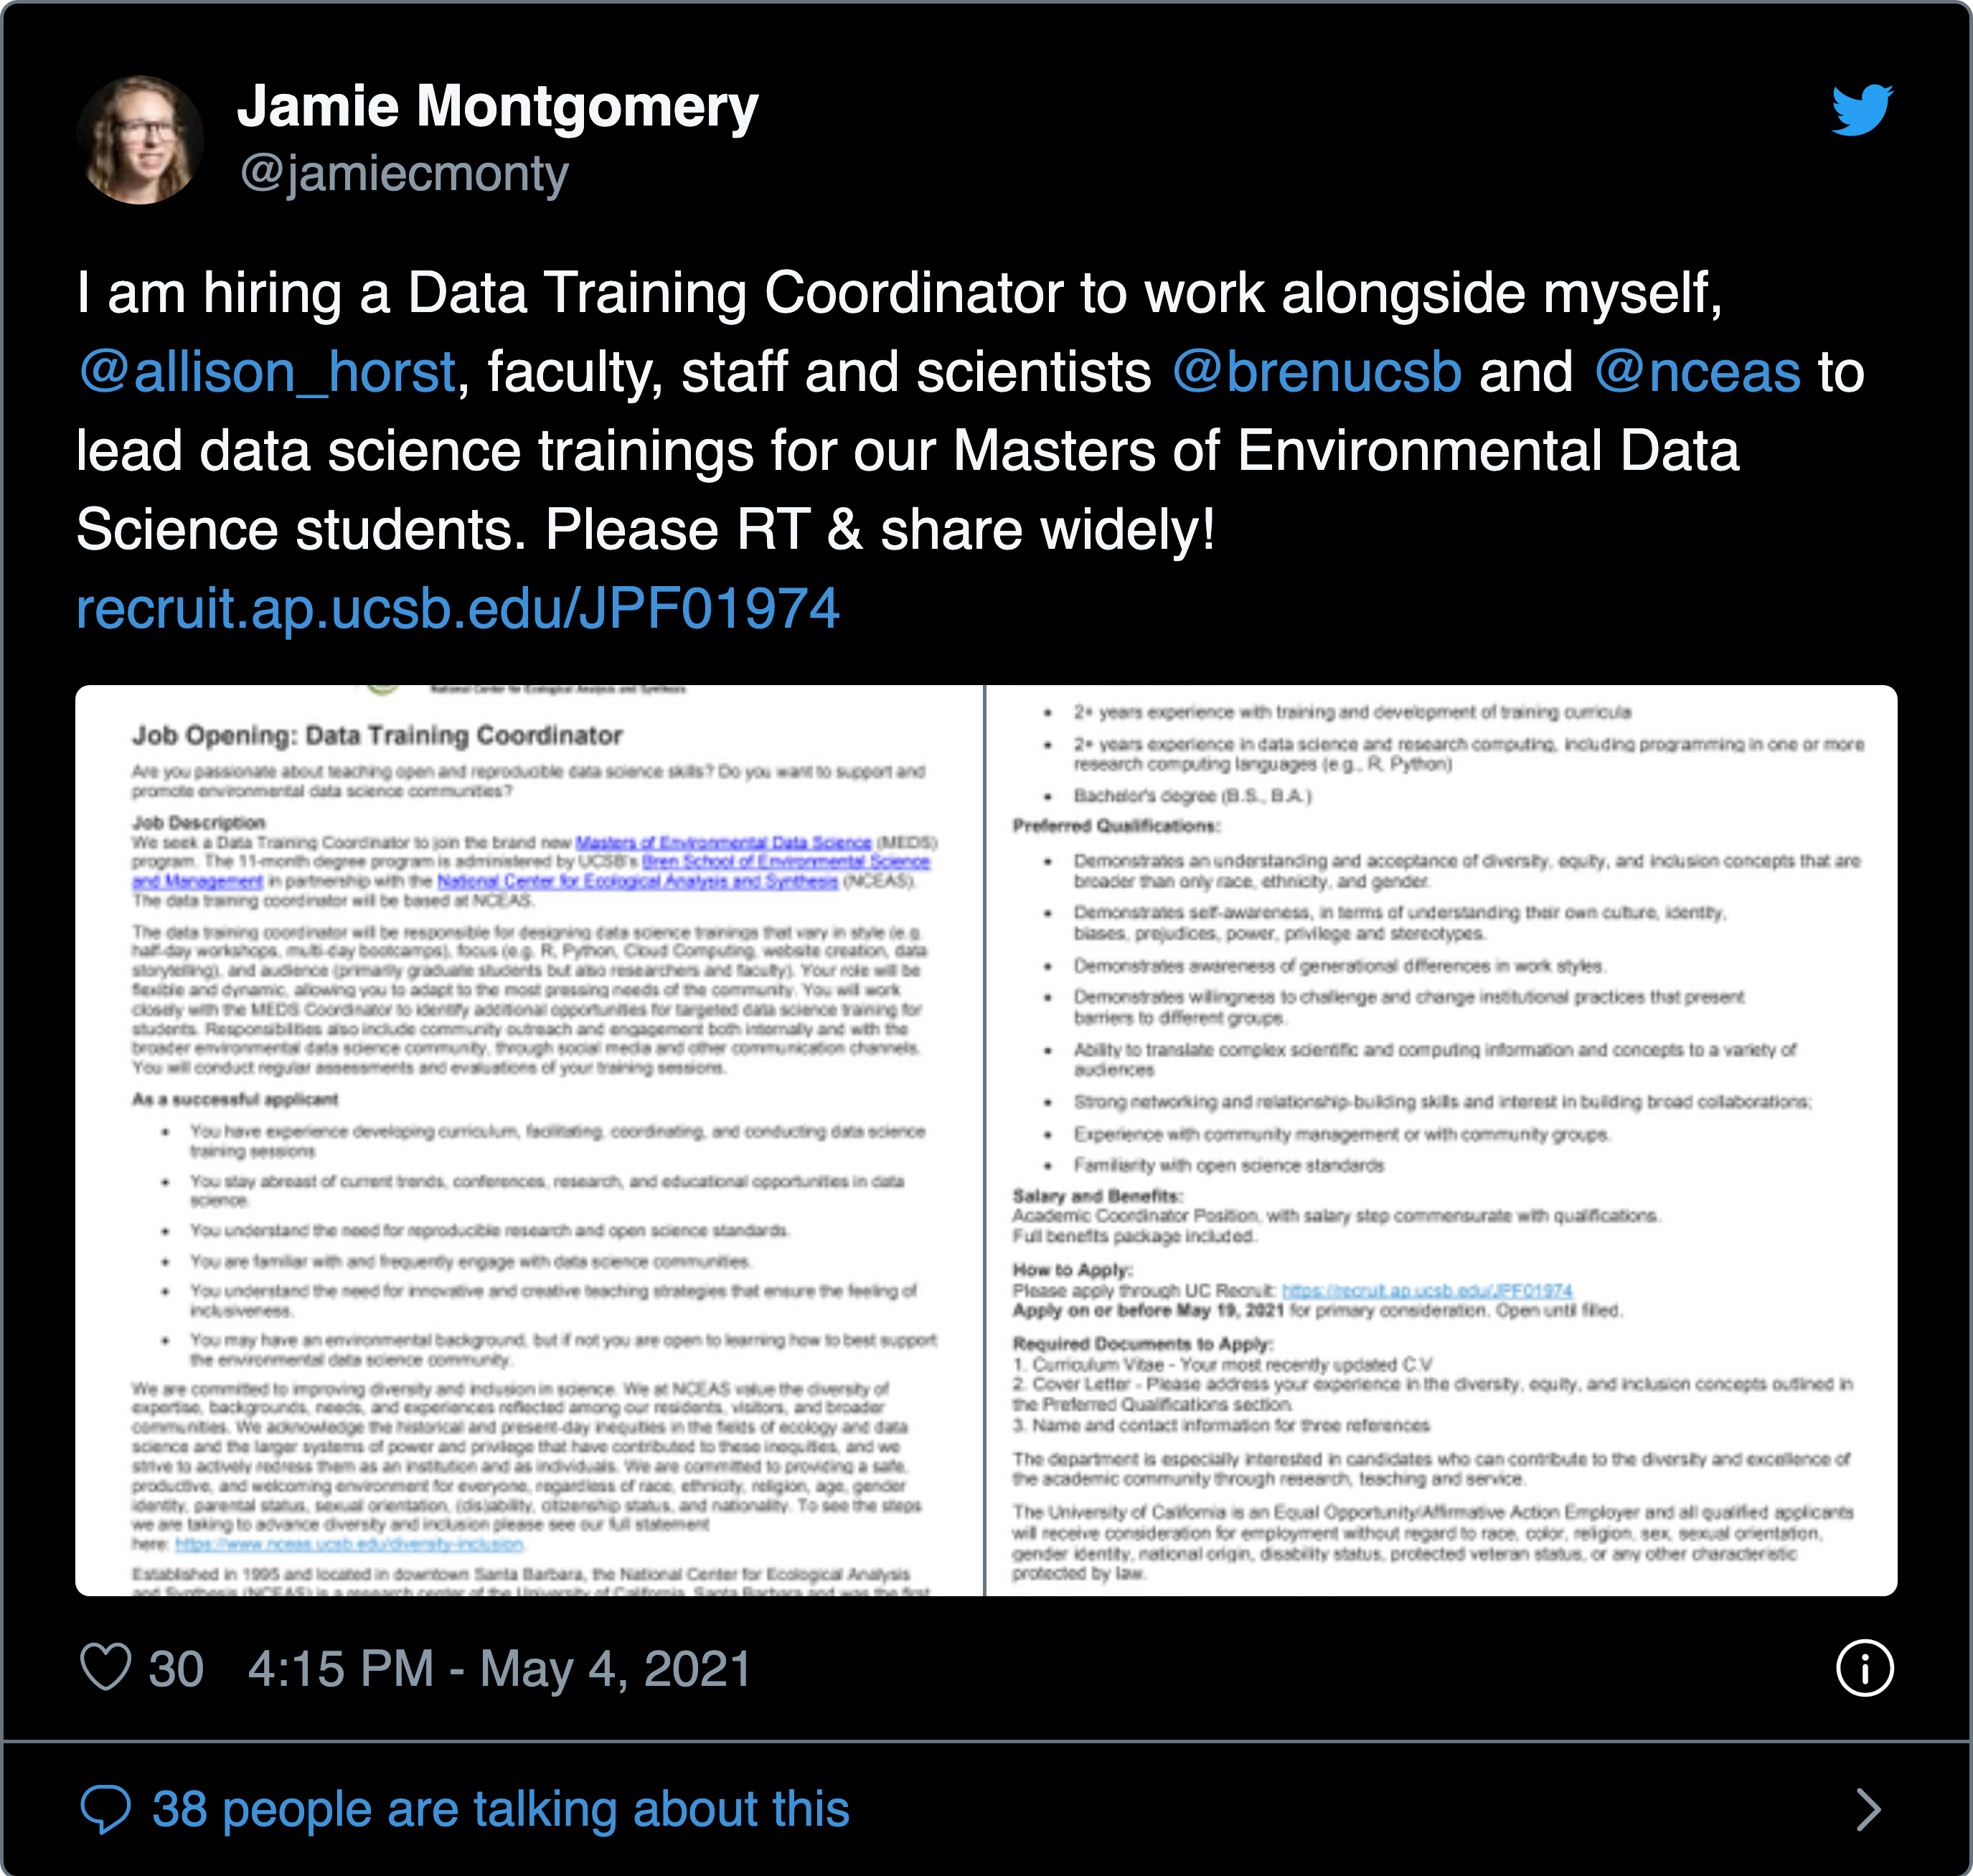 Jamie Montgomery
@jamiecmonty
I am hiring a Data Training Coordinator to work alongside myself,
@allison_horst, faculty, staff and scientists @brenucsb and @nceas to
lead data science trainings for our Masters of Environmental Data
Science students. Please RT & share widely!
recruit.ap.ucsb.edu/JPF01974
National Center for Ecological Analysis and Synthesis
Job Opening: Data Training Coordinator
Are you passionate about teaching open and reproducible data science skills? Do you want to support and
promote environmental data science communities?
Job Description
We seek a Data Training Coordinator to join the brand new Masters of Environmental Data Science (MEDS)
program. The 11-month degree program is administered by UCSB's Bren School of Environmental Science
and Management in partnership with the National Center for Ecological Analysis and Synthesis (NCEAS).
The data training coordinator will be based at NCEAS.
The data training coordinator will be responsible for designing data science trainings that vary in style (e.g.
half-day workshops, multi-day bootcamps), focus (e.g. R, Python, Cloud Computing, website creation, data
storytelling), and audience (primarily graduate students but also researchers and faculty). Your role will be
flexible and dynamic, allowing you to adapt to the most pressing needs of the community. You will work
closely with the MEDS Coordinator to identify additional opportunities for targeted data science training for
students. Responsibilities also include community outreach and engagement both internally and with the
broader environmental data science community, through social media and other communication channels.
You will conduct regular assessments and evaluations of your training sessions.
As a successful applicant
• You have experience developing curriculum, facilitating, coordinating, and conducting data science
training sessions
• You stay abreast of current trends, conferences, research, and educational opportunities in data
science.
• You understand the need for reproducible research and open science standards.
• You are familiar with and frequently engage with data science communities.
• You understand the need for innovative and creative teaching strategies that ensure the feeling of
inclusiveness.
• You may have an environmental background, but if not you are open to learning how to best support
the environmental data science community.
We are committed to improving diversity and inclusion in science. We at NCEAS value the diversity of
expertise, backgrounds, needs, and experiences reflected among our residents, visitors, and broader
communities. We acknowledge the historical and present-day inequities in the fields of ecology and data
science and the larger systems of power and privilege that have contributed to these inequities, and we
strive to actively redress them as an institution and as individuals. We are committed to providing a safe,
productive, and welcoming environment for everyone, regardless of race, ethnicity, religion, age, gender
identity, parental status, sexual orientation, (dis)ability, citizenship status, and nationality. To see the steps
we are taking to advance diversity and inclusion please see our full statement
here: https://www.nceas.ucsb.edu/diversity-inclusion.
Established in 1995 and located in downtown Santa Barbara, the National Center for Ecological Analysis
and Synthesis (NCEAS) is a research center of the University of California, Santa Barbara and was the first
• 2+ years experience with training and development of training curricula
• 2+ years experience in data science and research computing, including programming in one or more
research computing languages (e.g., R, Python)
• Bachelor's degree (B.S., B.A.)
Preferred Qualifications:
• Demonstrates an understanding and acceptance of diversity, equity, and inclusion concepts that are
broader than only race, ethnicity, and gender.
• Demonstrates self-awareness, in terms of understanding their own culture, identity,
biases, prejudices, power, privilege and stereotypes.
• Demonstrates awareness of generational differences in work styles.
• Demonstrates willingness to challenge and change institutional practices that present
barriers to different groups.
• Ability to translate complex scientific and computing information and concepts to a variety of
audiences
• Strong networking and relationship-building skills and interest in building broad collaborations;
• Experience with community management or with community groups.
• Familiarity with open science standards
Salary and Benefits:
Academic Coordinator Position, with salary step commensurate with qualifications.
Full benefits package included.
How to Apply:
Please apply through UC Recruit: https://recruit.ap.ucsb.edu/JPF01974
Apply on or before May 19, 2021 for primary consideration. Open until filled.
Required Documents to Apply:
1. Curriculum Vitae - Your most recently updated C.V
2. Cover Letter - Please address your experience in the diversity, equity, and inclusion concepts outlined in
the Preferred Qualifications section.
3. Name and contact information for three references
The department is especially interested in candidates who can contribute to the diversity and excellence of
the academic community through research, teaching and service.
The University of California is an Equal Opportunity/Affirmative Action Employer and all qualified applicants
will receive consideration for employment without regard to race, color, religion, sex, sexual orientation,
gender identity, national origin, disability status, protected veteran status, or any other characteristic
protected by law.
30 4:15 PM - May 4, 2021
38 people are talking about this